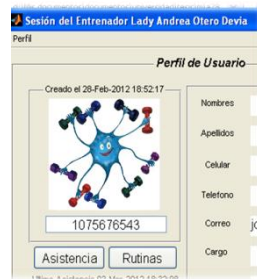 Sesión del Entrenador Lady Andrea Otero Devia
Perfil
Perfil de Usuario
Creado el 28-Feb-2012 18:52:17
Nombres
Apellidos
Celular
Telefono
Correo jo
Cargo
1075676543
Asistencia Rutinas